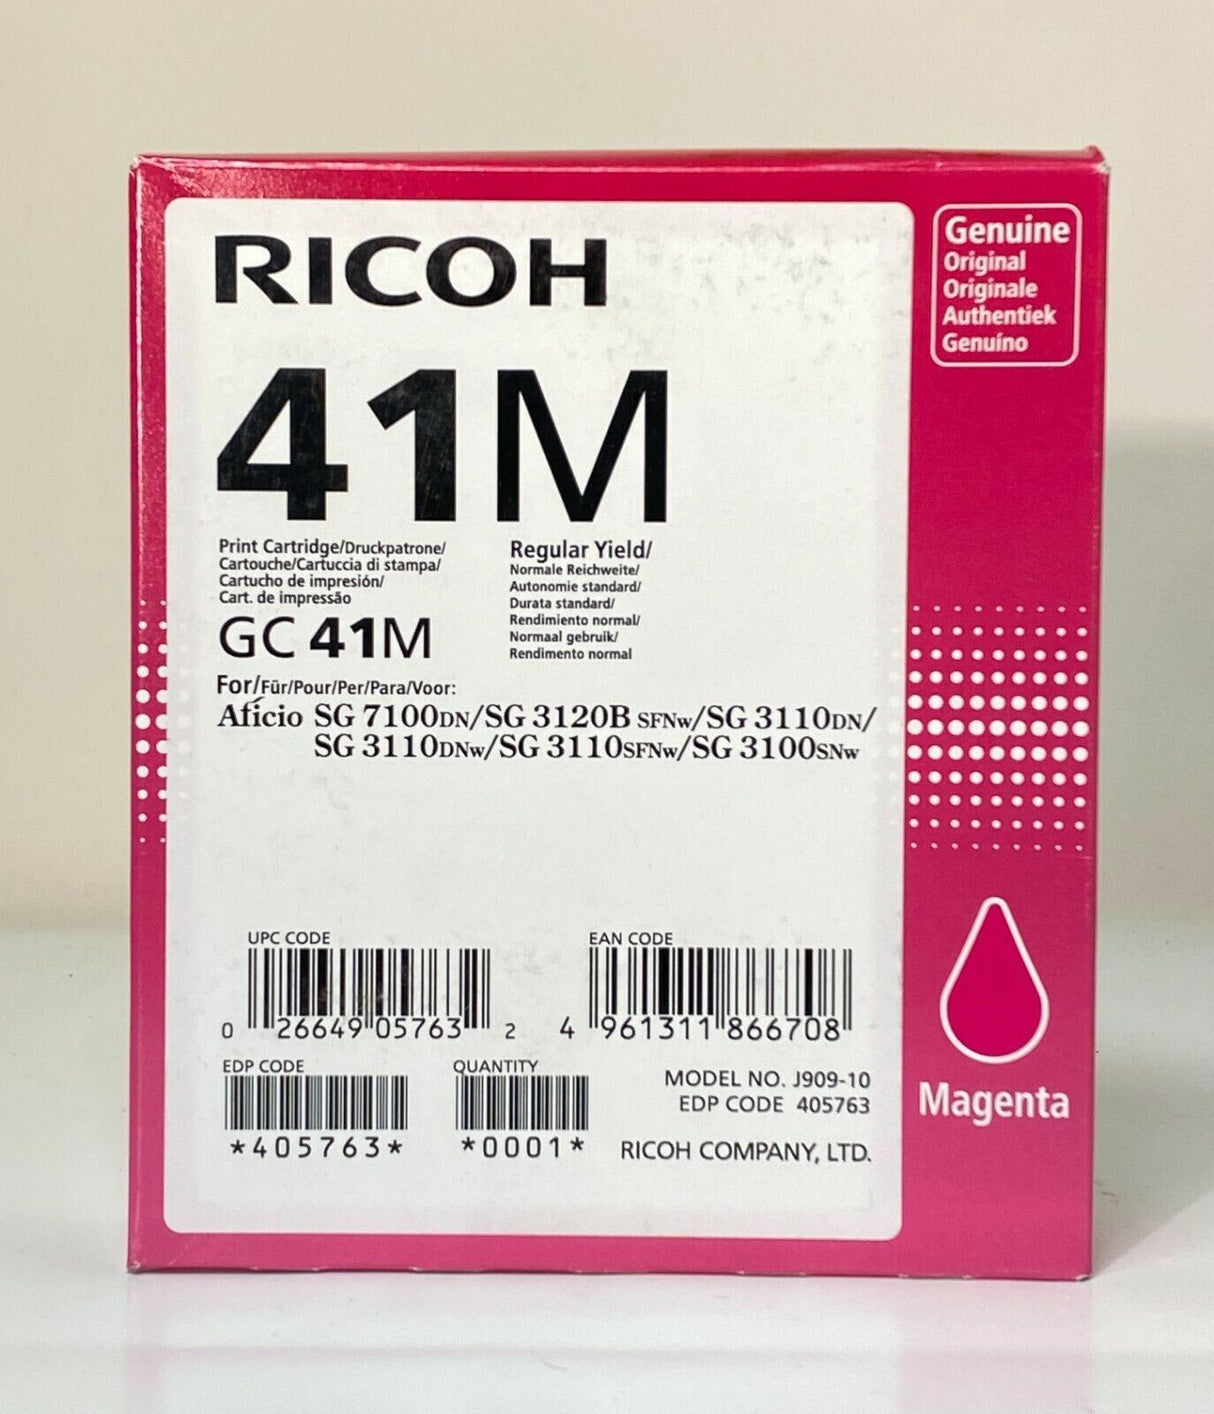 RICOH
Genuine
Original
Originale
Authentiek
Genuíno
41M
Print Cartridge/Druckpatrone/
Cartouche/Cartuccia di stampa/
Cartucho de impresión/
Cart. de impressão
GC 41M
Regular Yield/
Normale Reichweite/
Autonomie standard/
Durata standard/
Rendimiento normal/
Normaal gebruik/
Rendimento normal
For/Für/Pour/Per/Para/Voor:
Aficio SG 7100DN/SG 3120B SFNw/SG 3110DN/
SG 3110DNw/SG 3110SFNw/SG 3100SNw
UPC CODE
0 26649 05763 2
EAN CODE
4 961311 866708
EDP CODE
*405763*
QUANTITY
*0001*
MODEL NO. J909-10
EDP CODE 405763
RICOH COMPANY, LTD.
Magenta